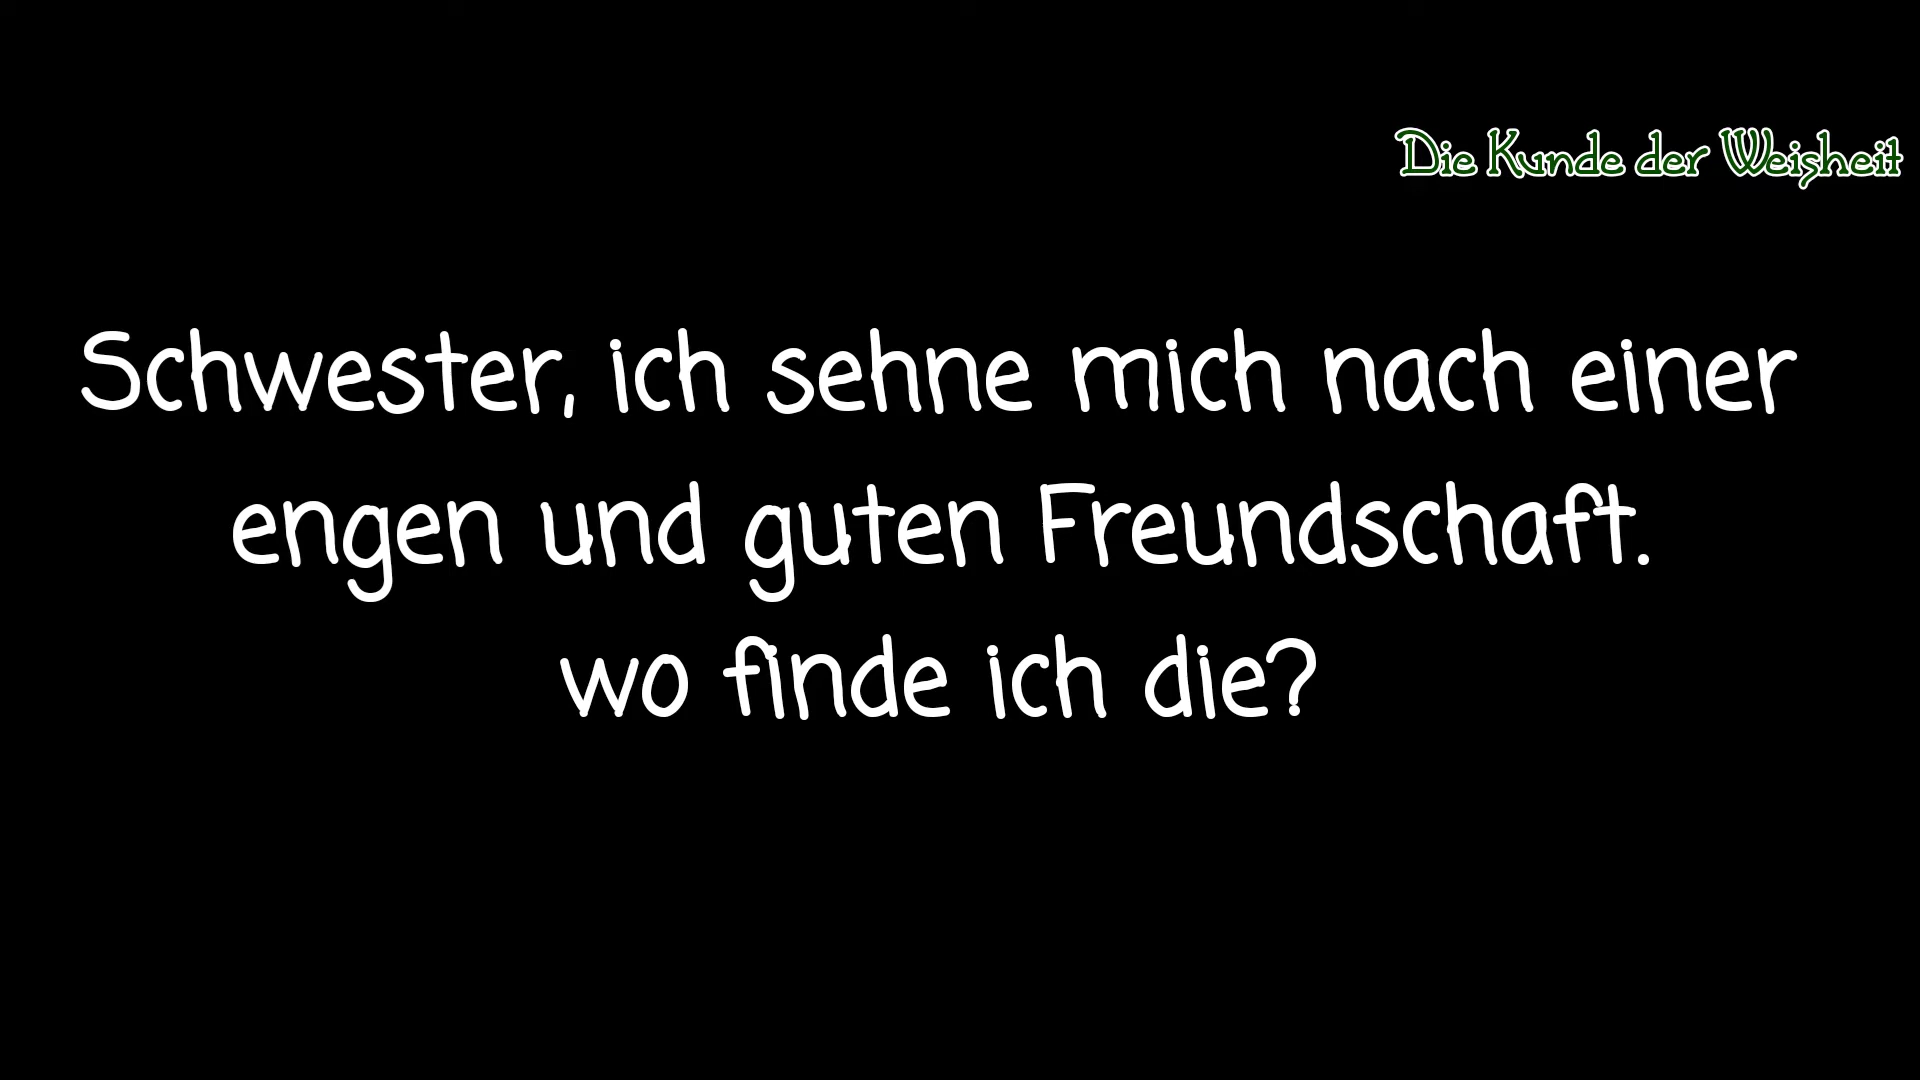 Die Kunde der Weisheit
Schwester, ich sehne mich nach einer
engen und guten Freundschaft.
wo finde ich die?